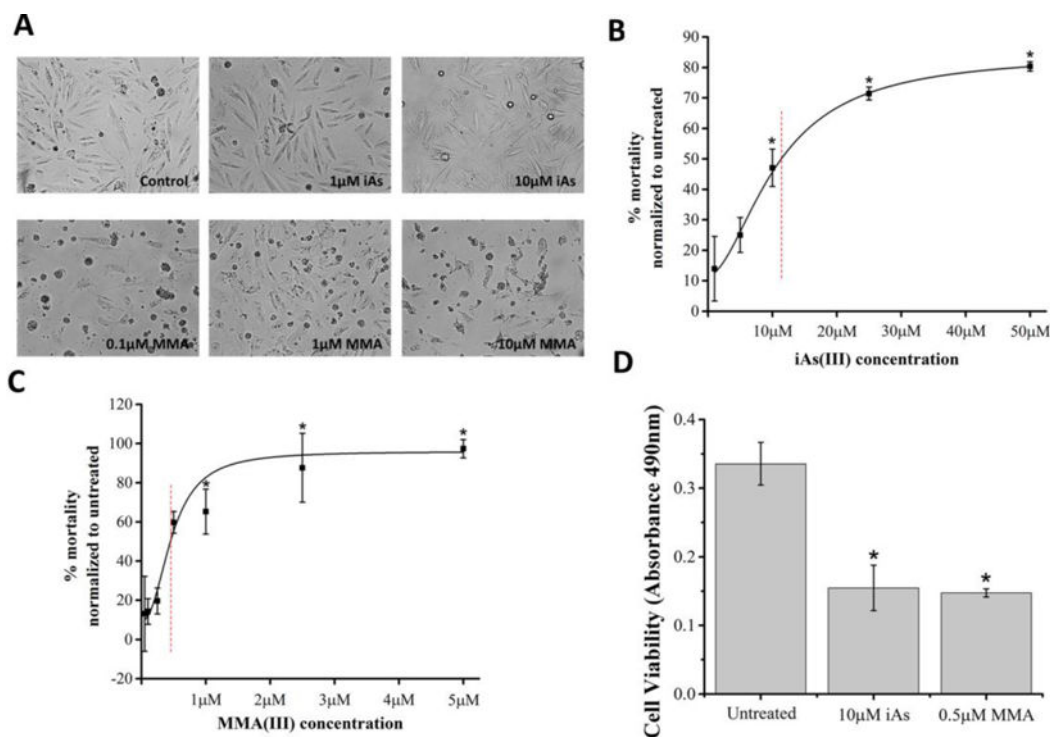 A
Control
1µM iAs
10µM iAs
0.1µM MMA
1µM MMA
10µM MMA
B
% mortality
normalized to untreated
90
80
70
60
50
40
30
20
10
0
*
*
*
10µM
20µM
30µM
40µM
50µM
iAs(III) concentration
C
% mortality
normalized to untreated
120
100
80
60
40
20
0
-20
*
*
*
1µM
2µM
3µM
4µM
5µM
MMA(III) concentration
D
Cell Viability (Absorbance 490nm)
0.4
0.3
0.2
0.1
0.0
*
*
Untreated
10µM iAs
0.5µM MMA